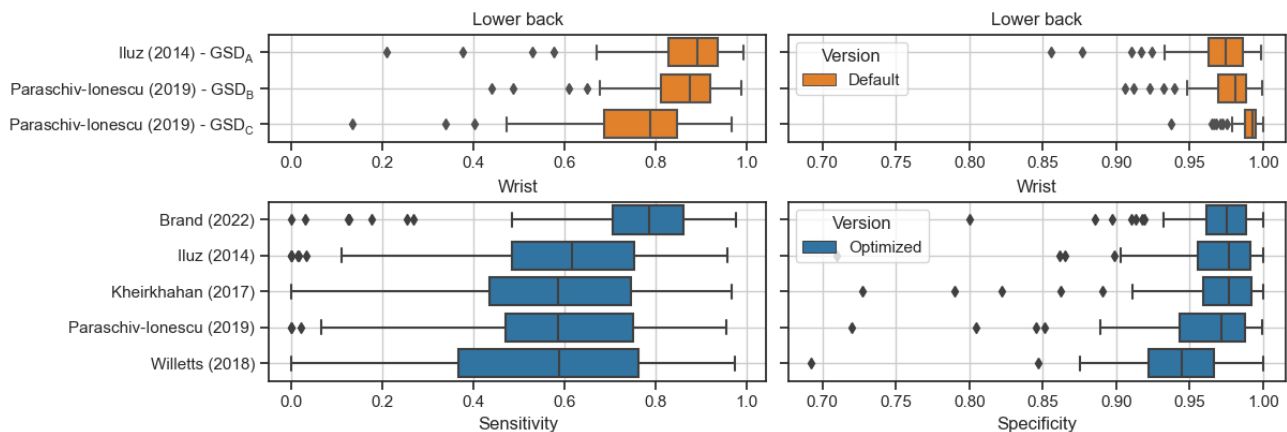 Lower back
Lower back
Iluz (2014) - GSD_A
Paraschiv-Ionescu (2019) - GSD_B
Paraschiv-Ionescu (2019) - GSD_C
Version
Default
0.0 0.2 0.4 0.6 0.8 1.0
0.70 0.75 0.80 0.85 0.90 0.95 1.00
Wrist
Wrist
Brand (2022)
Iluz (2014)
Kheirkhahan (2017)
Paraschiv-Ionescu (2019)
Willetts (2018)
Version
Optimized
0.0 0.2 0.4 0.6 0.8 1.0
0.70 0.75 0.80 0.85 0.90 0.95 1.00
Sensitivity
Specificity